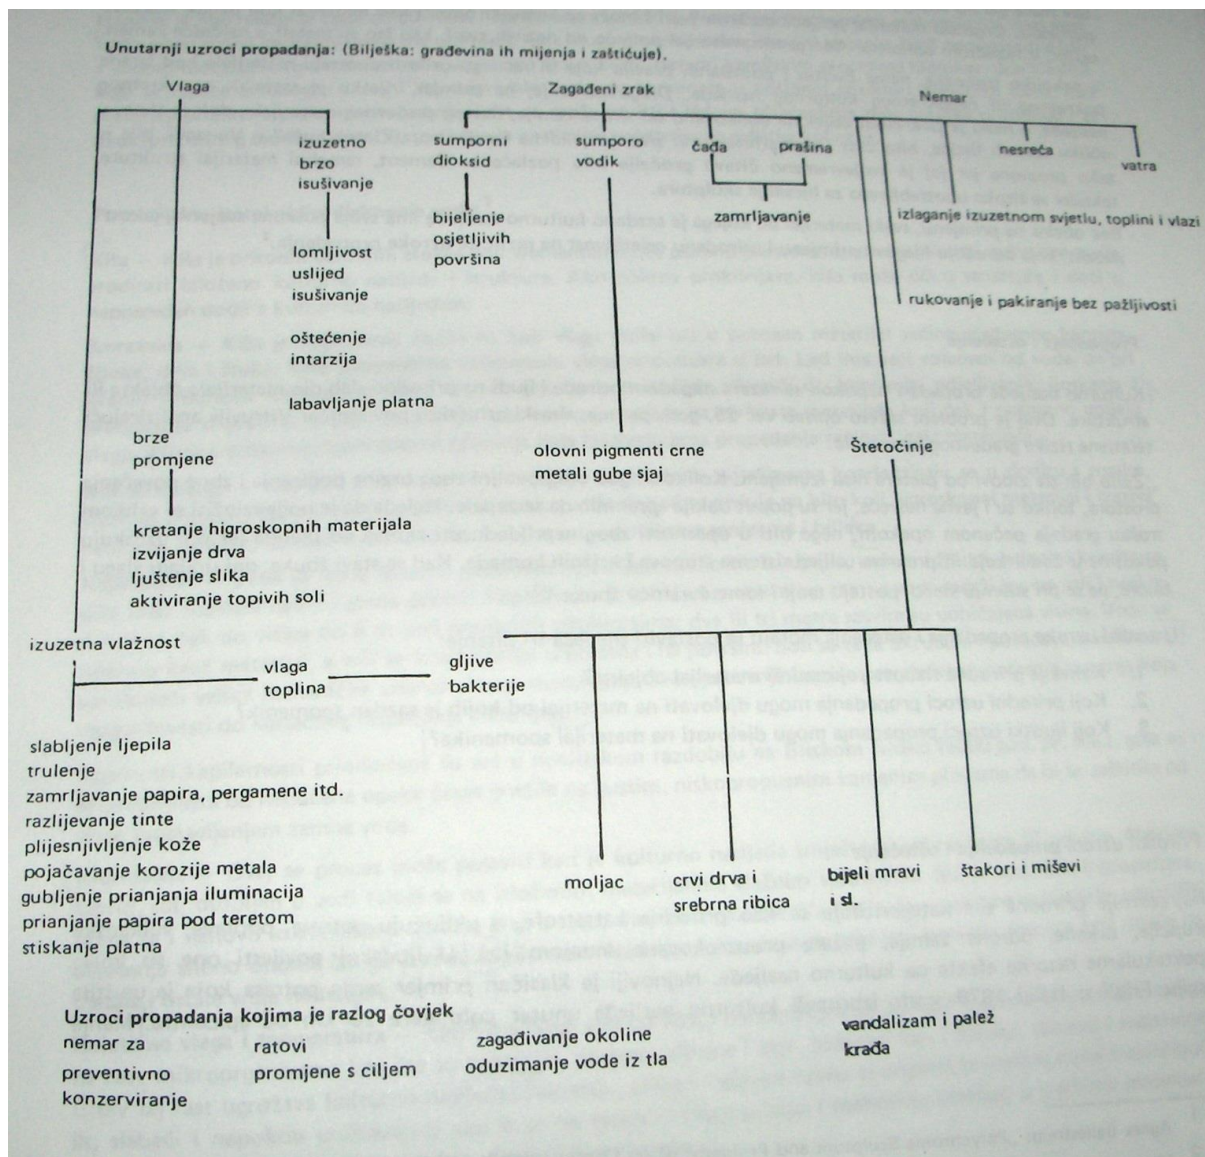 Unutarnji uzroci propadanja: (Bilješka: građevina ih mijenja i zaštićuje).
Vlaga
izuzetno
brzo
isušivanje
lomljivost
uslijed
isušivanje
oštećenje
intarzija
labavljanje platna
brze
promjene
kretanje higroskopnih materijala
izvijanje drva
ljuštenje slika
aktiviranje topivih soli
izuzetna vlažnost
vlaga
toplina
gljive
bakterije
slabljenje ljepila
trulenje
zamrljavanje papira, pergamene itd.
razlijevanje tinte
plijesnjivljenje kože
pojačavanje korozije metala
gubljenje prianjanja iluminacija
prianjanje papira pod teretom
stiskanje platna
Zagađeni zrak
sumporni
dioksid
bijeljenje
osjetljivih
površina
sumporo
vodik
olovni pigmenti crne
metali gube sjaj
čađa
prašina
zamrljavanje
Nemar
nesreća
vatra
izlaganje izuzetnom svjetlu, toplini i vlazi
rukovanje i pakiranje bez pažljivosti
Štetočinje
moljac
crvi drva i
srebrna ribica
bijeli mravi
i sl.
štakori i miševi
Uzroci propadanja kojima je razlog čovjek
nemar za
preventivno
konzerviranje
ratovi
promjene s ciljem
zagađivanje okoline
oduzimanje vode iz tla
vandalizam i palež
krađa